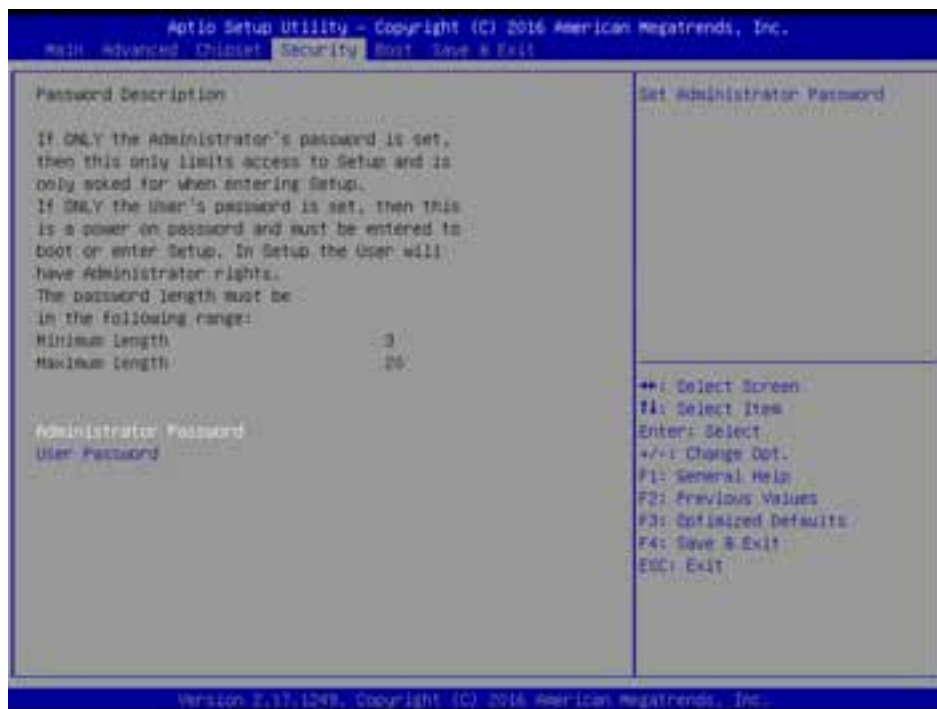 Aptio Setup Utility – Copyright (C) 2016 American Megatrends, Inc.
Main Advanced Chipset Security Boot Save & Exit
Password Description
Set Administrator Password
If ONLY the Administrator's password is set,
then this only limits access to Setup and is
only asked for when entering Setup.
If ONLY the User's password is set, then this
is a power on password and must be entered to
boot or enter Setup. In Setup the User will
have Administrator rights.
The password length must be
in the following range:
Minimum length 3
Maximum length 20
Administrator Password
User Password
→←: Select Screen
↑↓: Select Item
Enter: Select
+/-: Change Opt.
F1: General Help
F2: Previous Values
F3: Optimized Defaults
F4: Save & Exit
ESC: Exit
Version 2.17.1249. Copyright (C) 2016 American Megatrends, Inc.